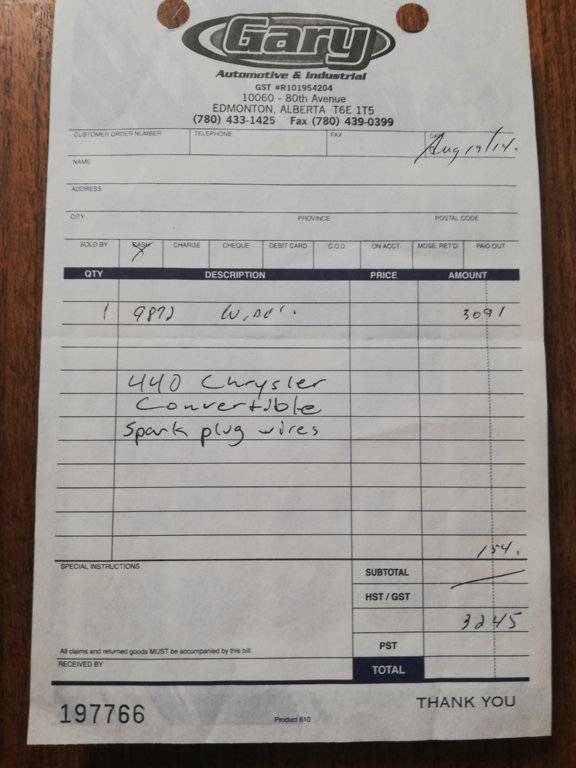 Gary
Automotive & Industrial
GST #R101954204
10060 - 80th Avenue
EDMONTON, ALBERTA T6E 1T5
(780) 433-1425 Fax (780) 439-0399
CUSTOMER ORDER NUMBER TELEPHONE FAX DATE
Aug 19/14.
NAME
ADDRESS
CITY PROVINCE POSTAL CODE
SOLD BY CASH CHARGE CHEQUE DEBIT CARD C.O.D. ON ACCT. MDSE. RET'D. PAID OUT
X
QTY DESCRIPTION PRICE AMOUNT
1 9872 3091
440 Chrysler
Convertible
Spark plug wires
154.
SPECIAL INSTRUCTIONS
SUBTOTAL
HST / GST
3245
All claims and returned goods MUST be accompanied by this bill.
PST
RECEIVED BY
TOTAL
THANK YOU
197766
Product 610